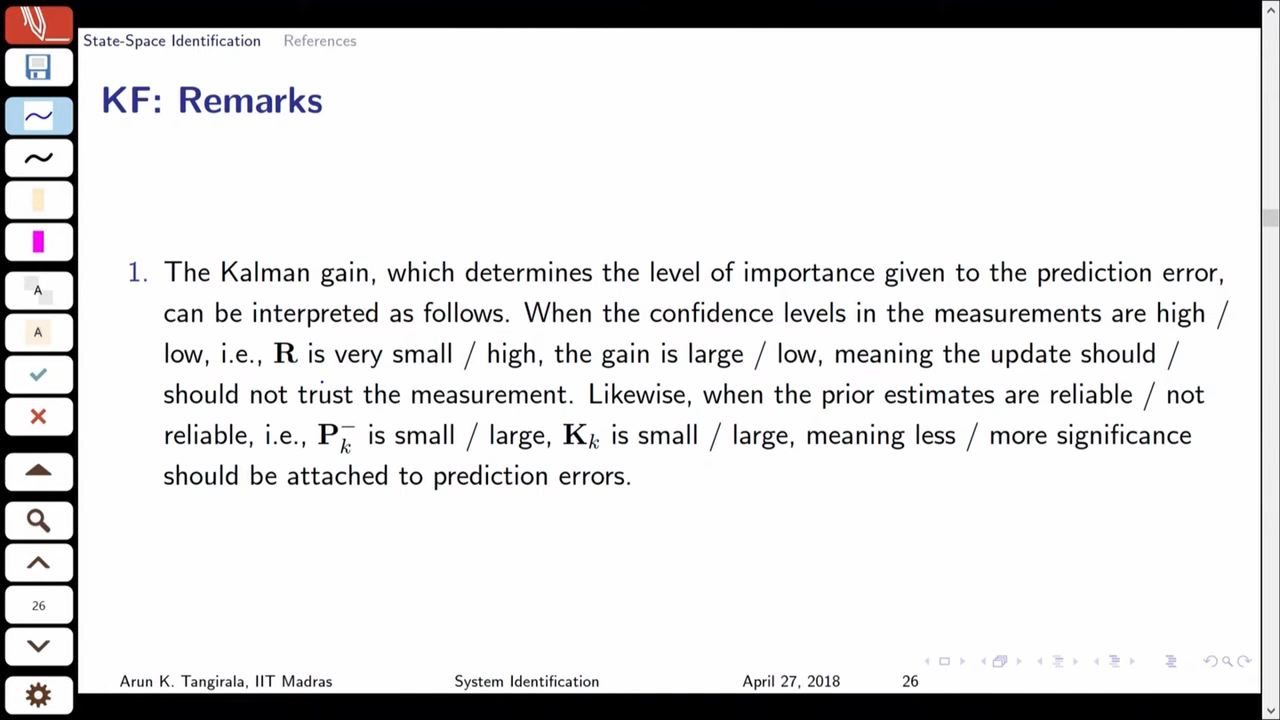 State-Space Identification References
KF: Remarks
1. The Kalman gain, which determines the level of importance given to the prediction error,
can be interpreted as follows. When the confidence levels in the measurements are high /
low, i.e., R is very small / high, the gain is large / low, meaning the update should /
should not trust the measurement. Likewise, when the prior estimates are reliable / not
reliable, i.e., P_k^− is small / large, K_k is small / large, meaning less / more significance
should be attached to prediction errors.
A
A
26
Arun K. Tangirala, IIT Madras System Identification April 27, 2018 26